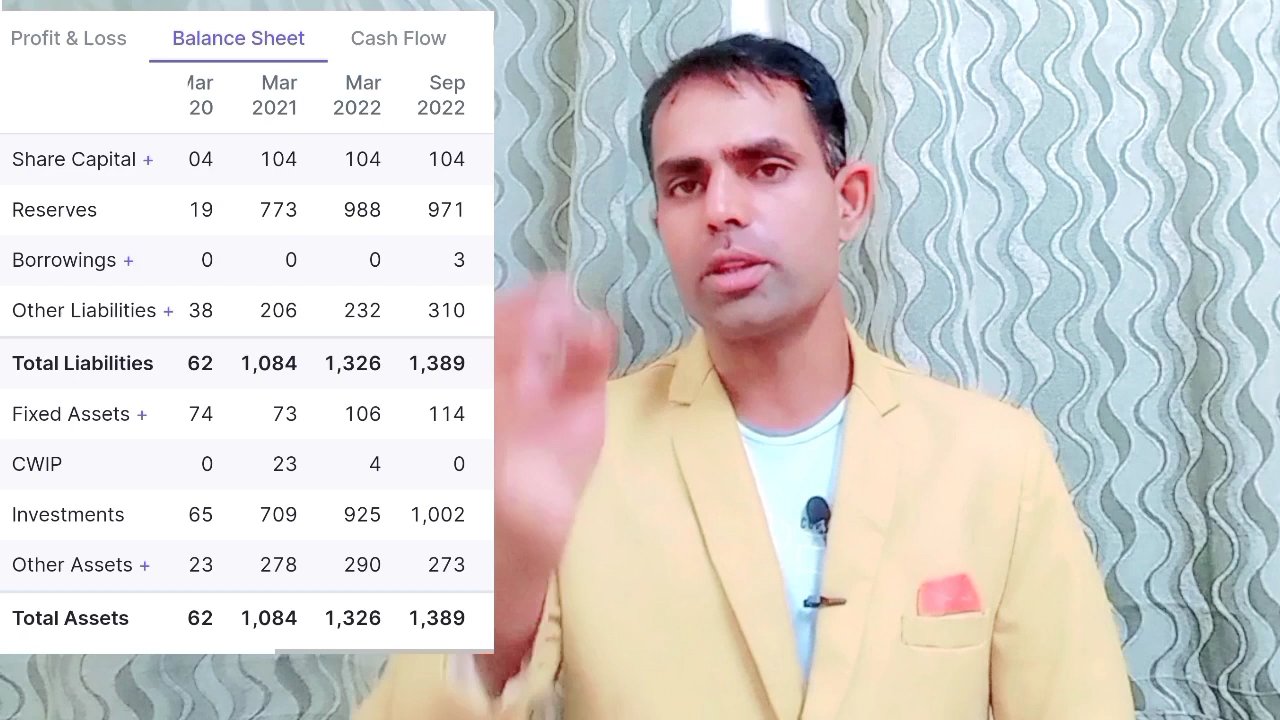 Profit & Loss Balance Sheet Cash Flow
Mar Mar Sep
20 2021 2022 2022
Share Capital + 04 104 104 104
Reserves 19 773 988 971
Borrowings + 0 0 0 3
Other Liabilities + 38 206 232 310
Total Liabilities 62 1,084 1,326 1,389
Fixed Assets + 74 73 106 114
CWIP 0 23 4 0
Investments 65 709 925 1,002
Other Assets + 23 278 290 273
Total Assets 62 1,084 1,326 1,389